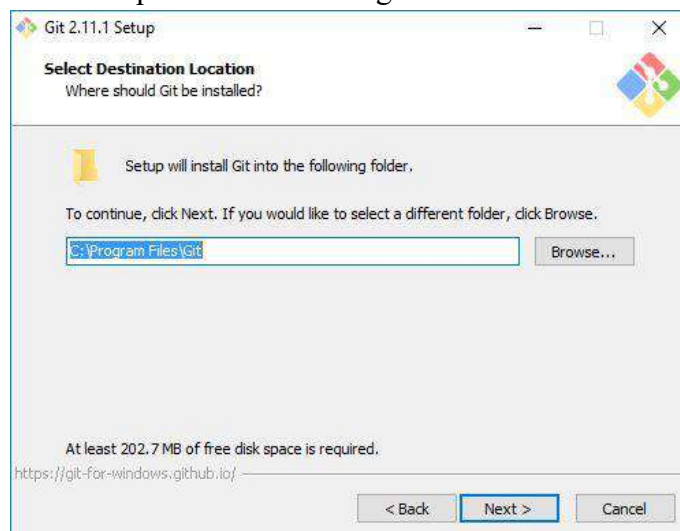 Git 2.11.1 Setup
Select Destination Location
Where should Git be installed?
Setup will install Git into the following folder.
To continue, click Next. If you would like to select a different folder, click Browse.
C:\Program Files\Git
Browse...
At least 202.7 MB of free disk space is required.
https://git-for-windows.github.io/
< Back
Next >
Cancel